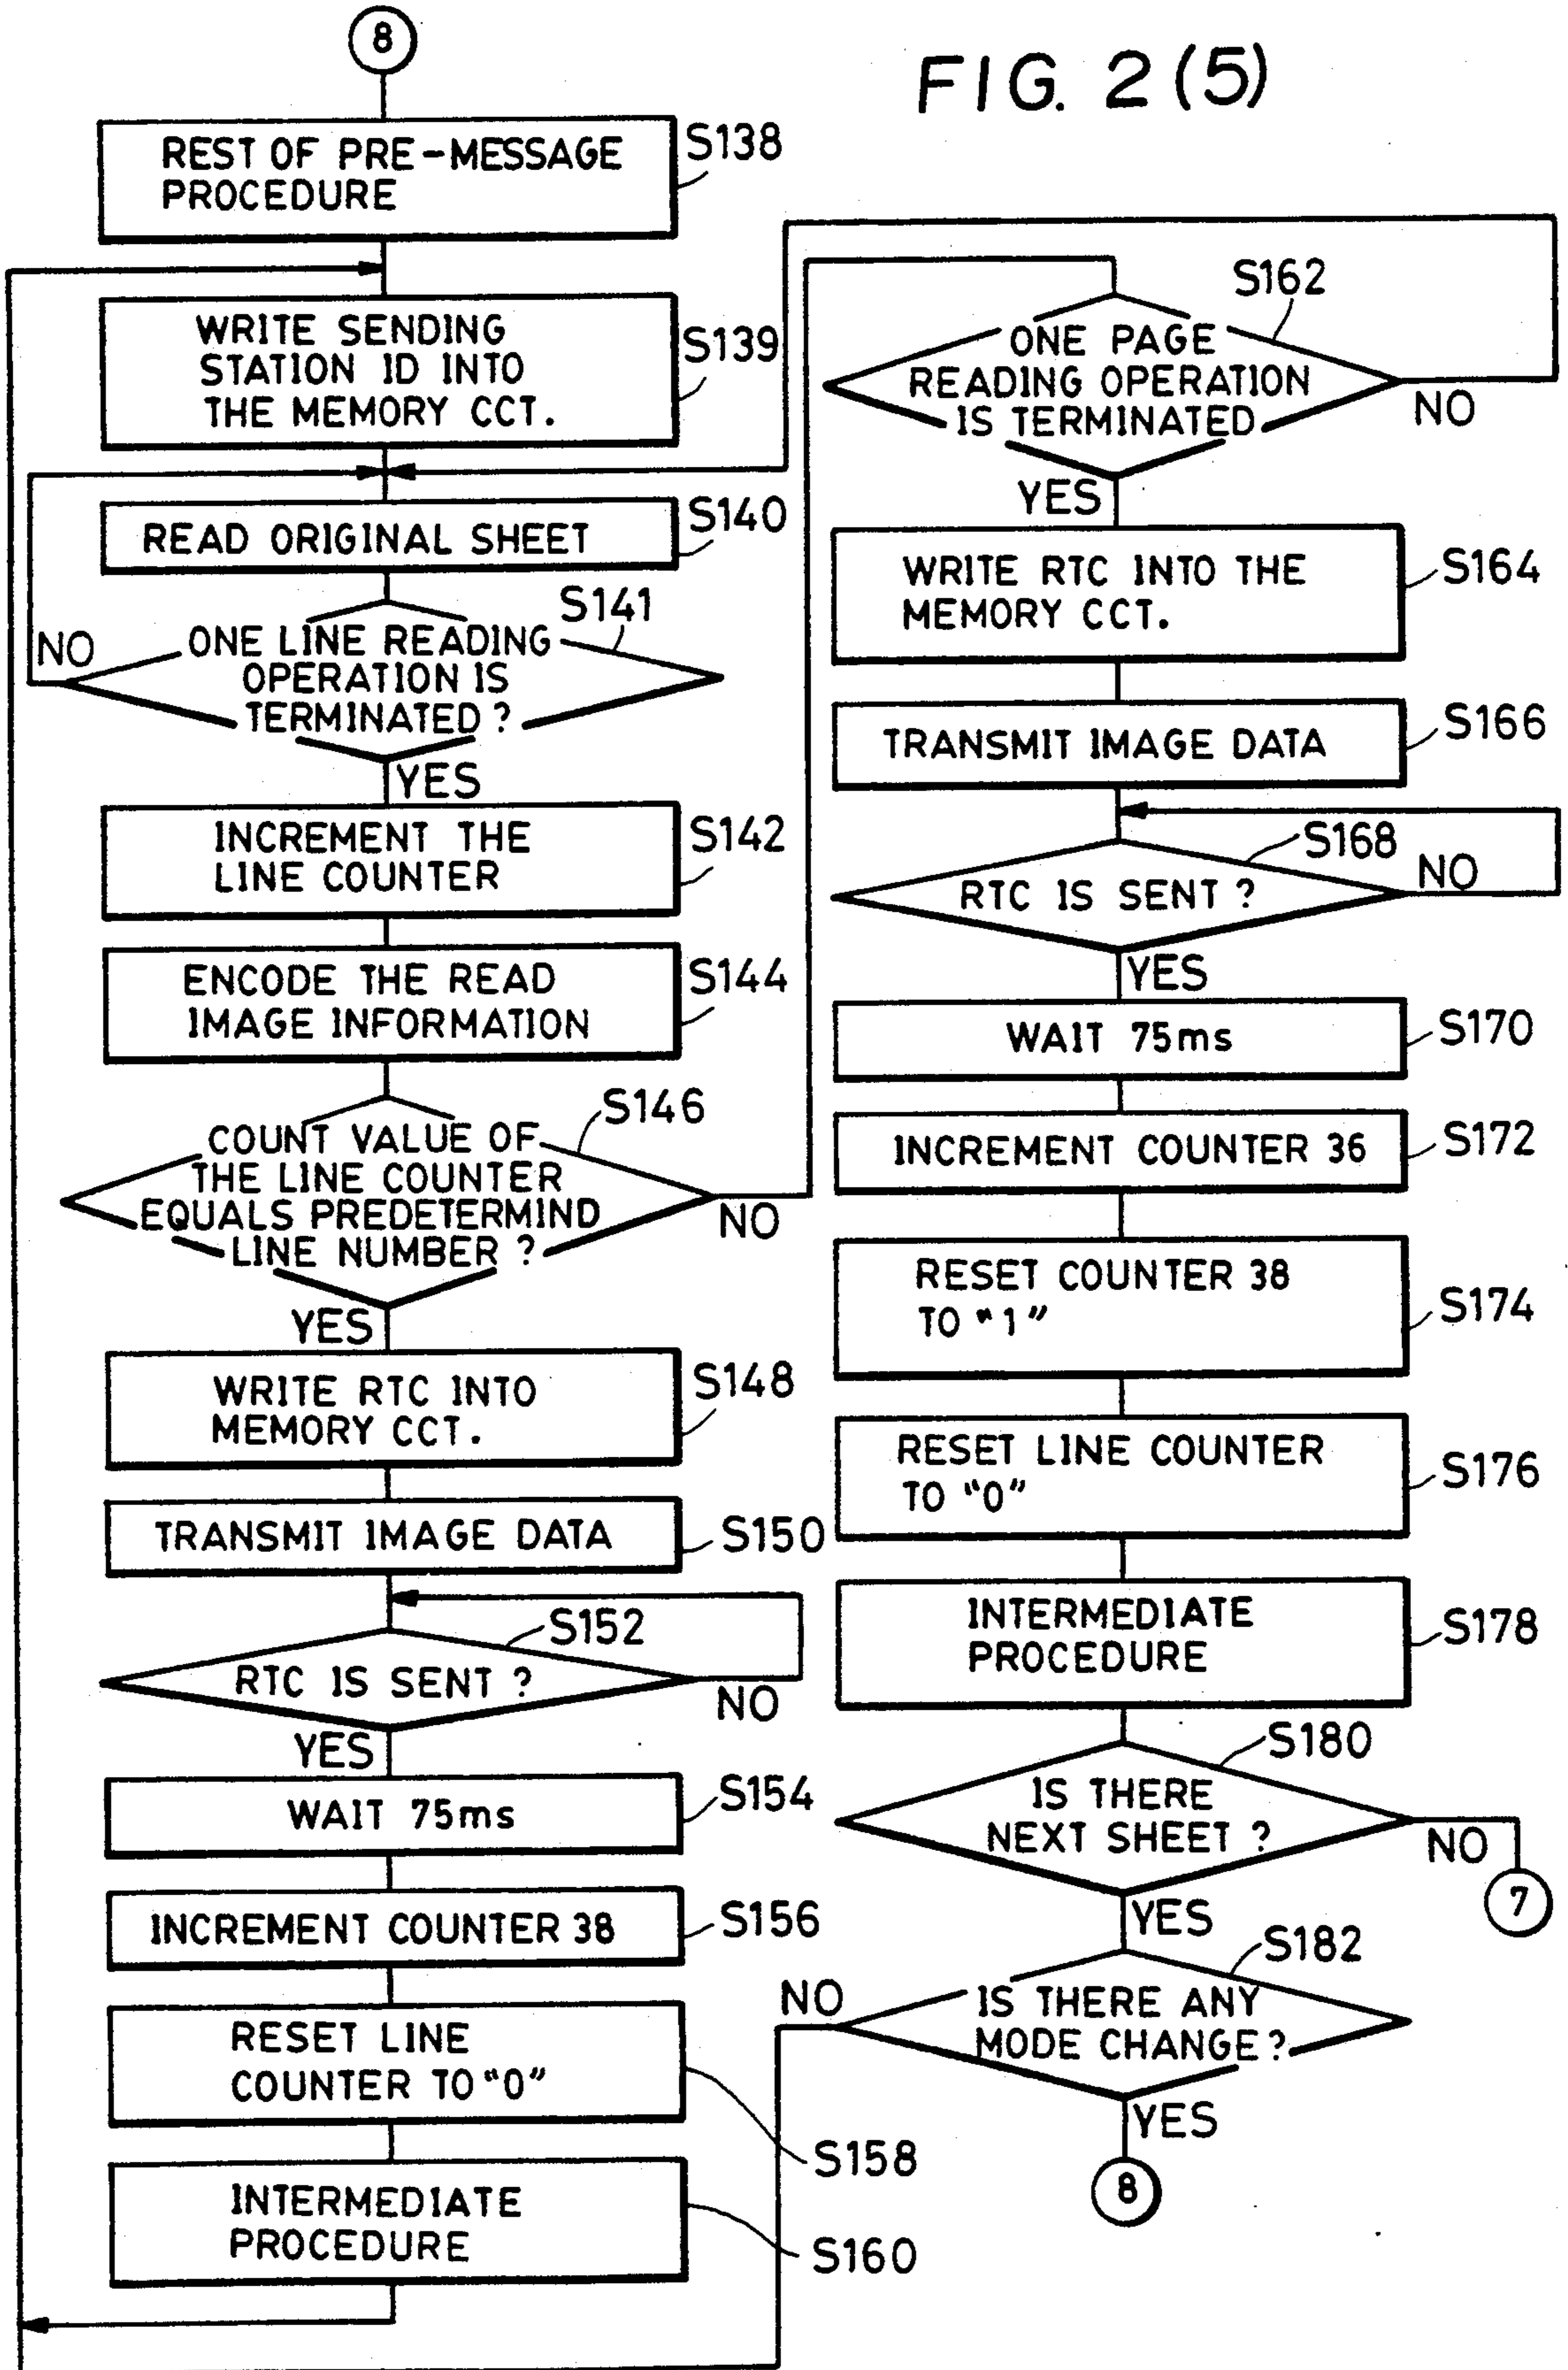 8
FIG. 2(5)
REST OF PRE-MESSAGE
PROCEDURE
S138
WRITE SENDING
STATION ID INTO
THE MEMORY CCT.
S139
READ ORIGINAL SHEET
S140
ONE LINE READING
OPERATION IS
TERMINATED ?
S141
NO
YES
INCREMENT THE
LINE COUNTER
S142
ENCODE THE READ
IMAGE INFORMATION
S144
COUNT VALUE OF
THE LINE COUNTER
EQUALS PREDETERMIND
LINE NUMBER ?
S146
NO
YES
WRITE RTC INTO
MEMORY CCT.
S148
TRANSMIT IMAGE DATA
S150
RTC IS SENT ?
S152
NO
YES
WAIT 75ms
S154
INCREMENT COUNTER 38
S156
RESET LINE
COUNTER TO "0"
S158
INTERMEDIATE
PROCEDURE
S160
ONE PAGE
READING OPERATION
IS TERMINATED
S162
NO
YES
WRITE RTC INTO THE
MEMORY CCT.
S164
TRANSMIT IMAGE DATA
S166
RTC IS SENT ?
S168
NO
YES
WAIT 75ms
S170
INCREMENT COUNTER 36
S172
RESET COUNTER 38
TO "1"
S174
RESET LINE COUNTER
TO "0"
S176
INTERMEDIATE
PROCEDURE
S178
IS THERE
NEXT SHEET ?
S180
NO
7
YES
IS THERE ANY
MODE CHANGE?
S182
NO
YES
8